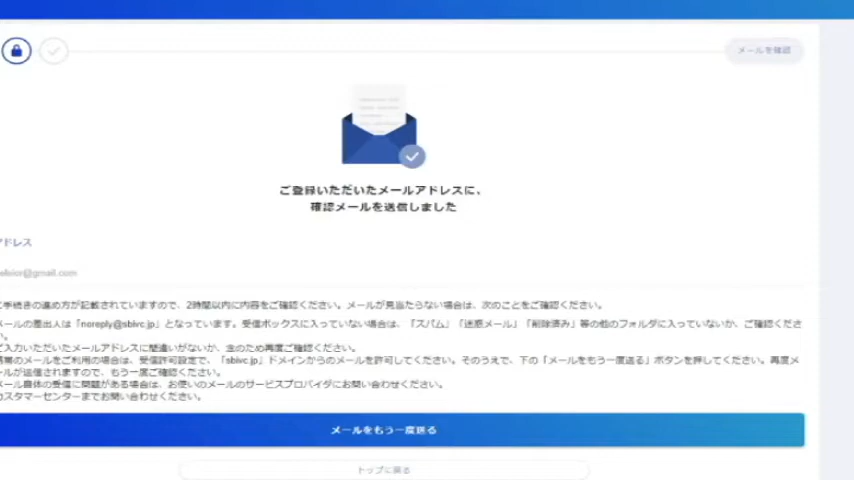 メールを確認
ご登録いただいたメールアドレスに、
確認メールを送信しました
アドレス
@gmail.com
手続きの進め方が記載されていますので、2時間以内に内容をご確認ください。メールが見当たらない場合は、次のことをご確認ください。
メールの差出人は「noreply@sbivc.jp」となっています。受信ボックスに入っていない場合は、「スパム」「迷惑メール」「削除済み」等の他のフォルダに入っていないか、ご確認くださ
い。
ご入力いただいたメールアドレスに間違いがないか、念のため再度ご確認ください。
携帯のメールをご利用の場合は、受信許可設定で、「sbivc.jp」ドメインからのメールを許可してください。そのうえで、下の「メールをもう一度送る」ボタンを押してください。再度メ
ールが送信されますので、もう一度ご確認ください。
メール自体の受信に問題がある場合は、お使いのメールのサービスプロバイダにお問い合わせください。
カスタマーセンターまでお問い合わせください。
メールをもう一度送る
トップに戻る